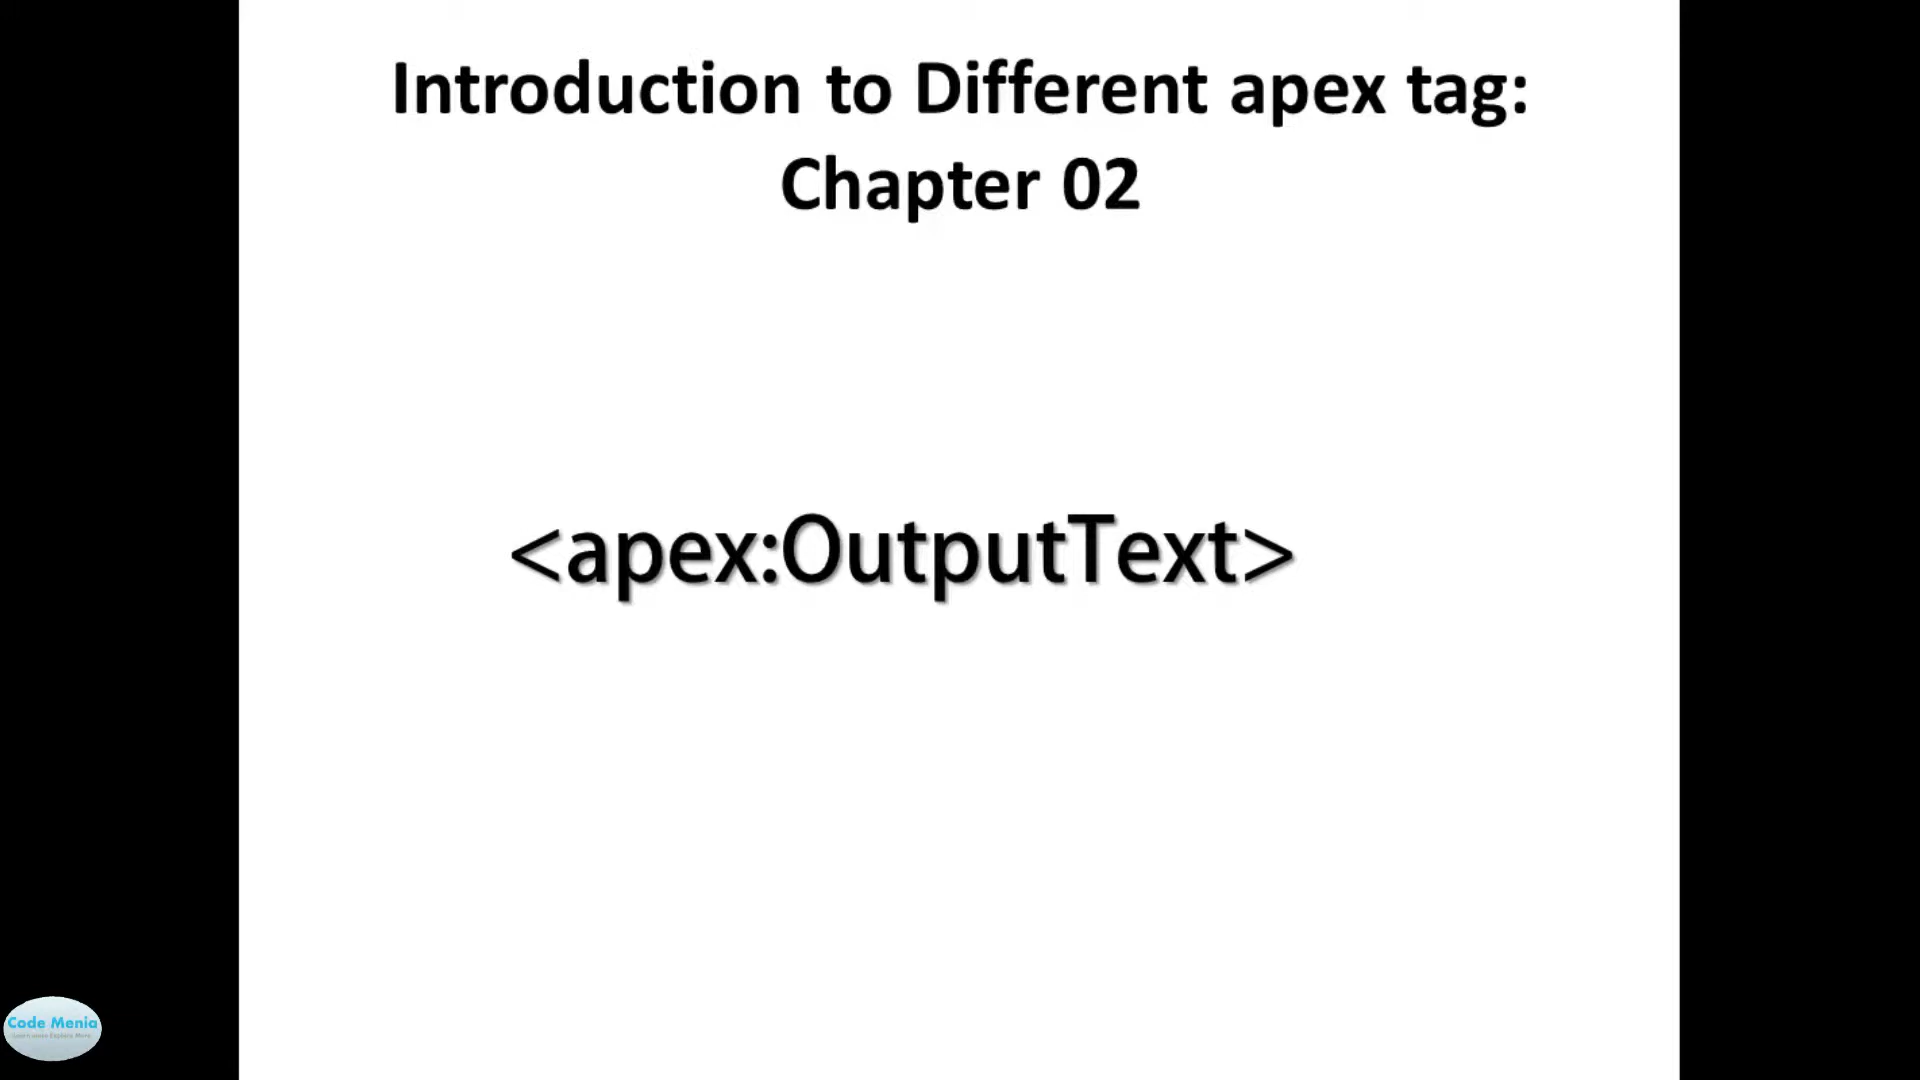 Introduction to Different apex tag:
Chapter 02
<apex:OutputText>
Code Menia